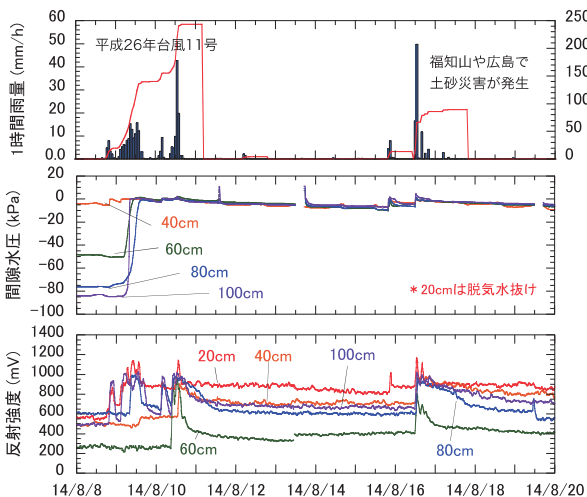 60
50
40
30
20
10
0.0
1時間雨量 (mm/h)
平成26年台風11号
福知山や広島で
土砂災害が発生
250
200
150
100
50
0
20
0
−20
−40
−60
−80
−100
間隙水圧 (kPa)
40cm
60cm
80cm
100cm
＊20cmは脱気水抜け
1400
1200
1000
800
600
400
200
0
反射強度 (mV)
20cm
40cm
100cm
60cm
80cm
14/8/8
14/8/10
14/8/12
14/8/14
14/8/16
14/8/18
14/8/20